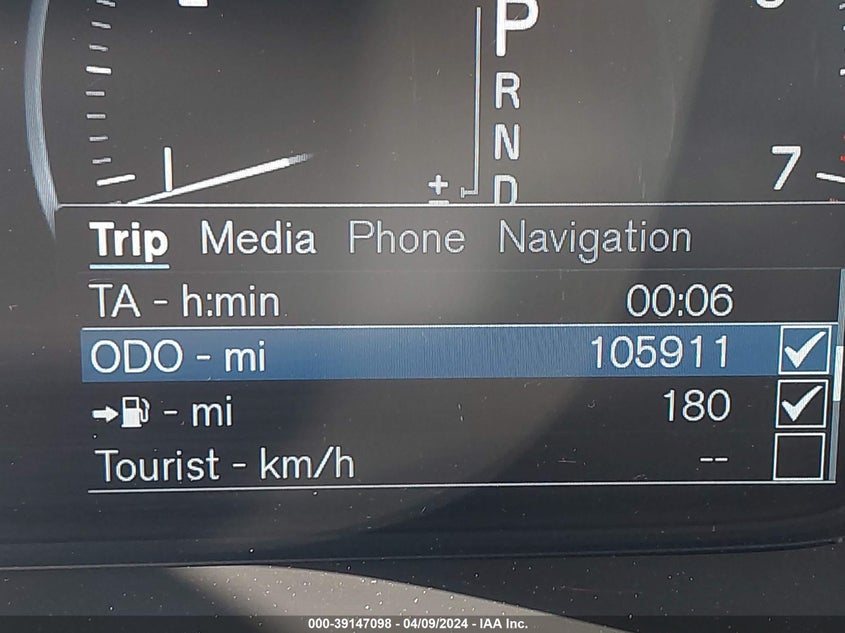 P
R
N
+
D
7
Trip Media Phone Navigation
TA - h:min 00:06
ODO - mi 105911
- mi 180
Tourist - km/h --
000-39147098 - 04/09/2024 - IAA Inc.